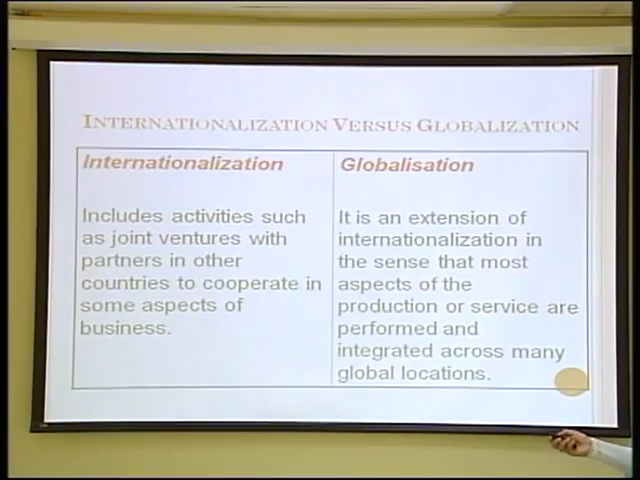 INTERNATIONALIZATION VERSUS GLOBALIZATION
Internationalization
Includes activities such
as joint ventures with
partners in other
countries to cooperate in
some aspects of
business.
Globalisation
It is an extension of
internationalization in
the sense that most
aspects of the
production or service are
performed and
integrated across many
global locations.